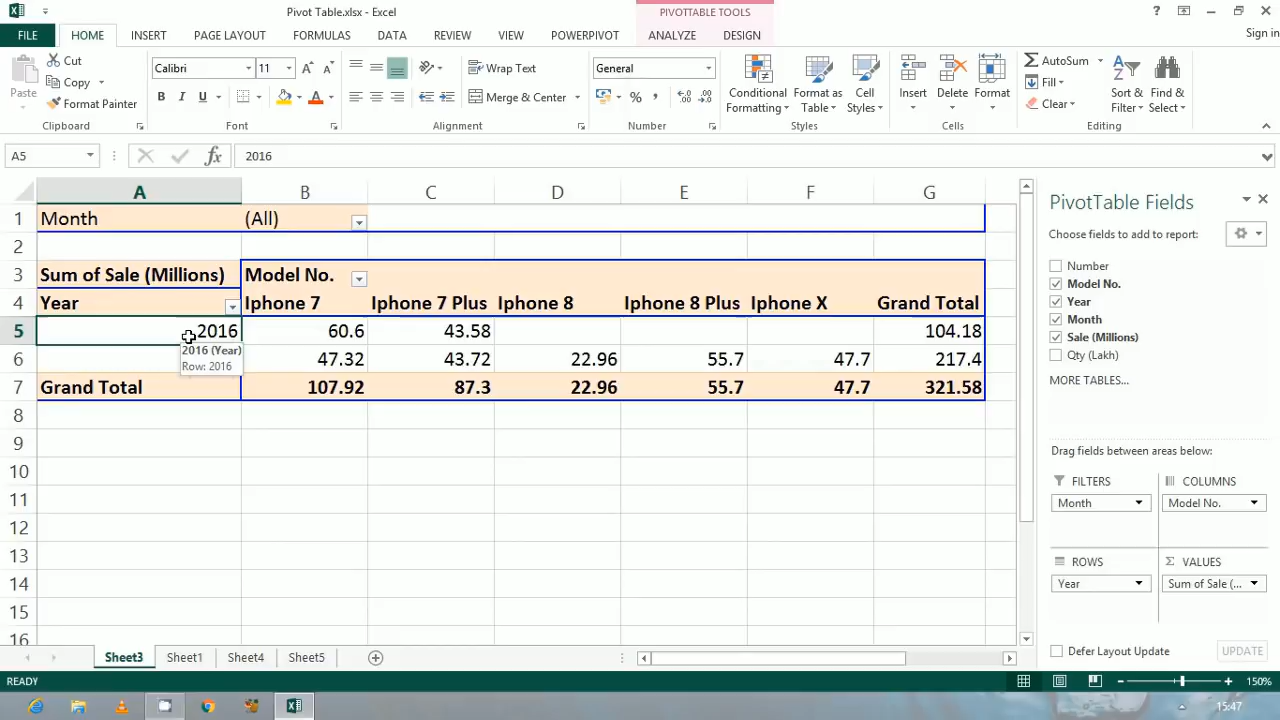 Pivot Table.xlsx - Excel
PIVOTTABLE TOOLS
?
FILE HOME INSERT PAGE LAYOUT FORMULAS DATA REVIEW VIEW POWERPIVOT ANALYZE DESIGN Sign in
Paste
Cut
Copy
Format Painter
Clipboard
Calibri 11
B I U
Font
Wrap Text
Merge & Center
Alignment
General
%
Number
Conditional Formatting
Format as Table
Cell Styles
Styles
Insert
Delete
Format
Cells
AutoSum
Fill
Clear
Sort & Filter
Find & Select
Editing
A5 fx 2016
A B C D E F G
1 Month (All)
2
3 Sum of Sale (Millions) Model No.
4 Year Iphone 7 Iphone 7 Plus Iphone 8 Iphone 8 Plus Iphone X Grand Total
5 2016 60.6 43.58 104.18
2016 (Year)
Row: 2016
6 47.32 43.72 22.96 55.7 47.7 217.4
7 Grand Total 107.92 87.3 22.96 55.7 47.7 321.58
8
9
10
11
12
13
14
15
16
PivotTable Fields
Choose fields to add to report:
Number
Model No.
Year
Month
Sale (Millions)
Qty (Lakh)
MORE TABLES...
Drag fields between areas below:
FILTERS
Month
COLUMNS
Model No.
ROWS
Year
Σ VALUES
Sum of Sale (...
Defer Layout Update UPDATE
Sheet3 Sheet1 Sheet4 Sheet5
READY 150%
15:47